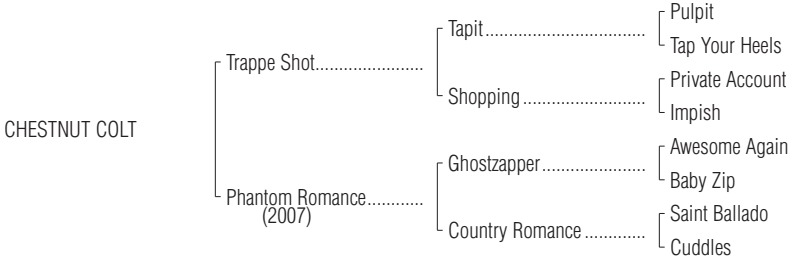 Pulpit
Tapit................................
Tap Your Heels
Trappe Shot......................
Private Account
Shopping........................
Impish
CHESTNUT COLT
Awesome Again
Ghostzapper.....................
Baby Zip
Phantom Romance............
(2007)
Saint Ballado
Country Romance.............
Cuddles